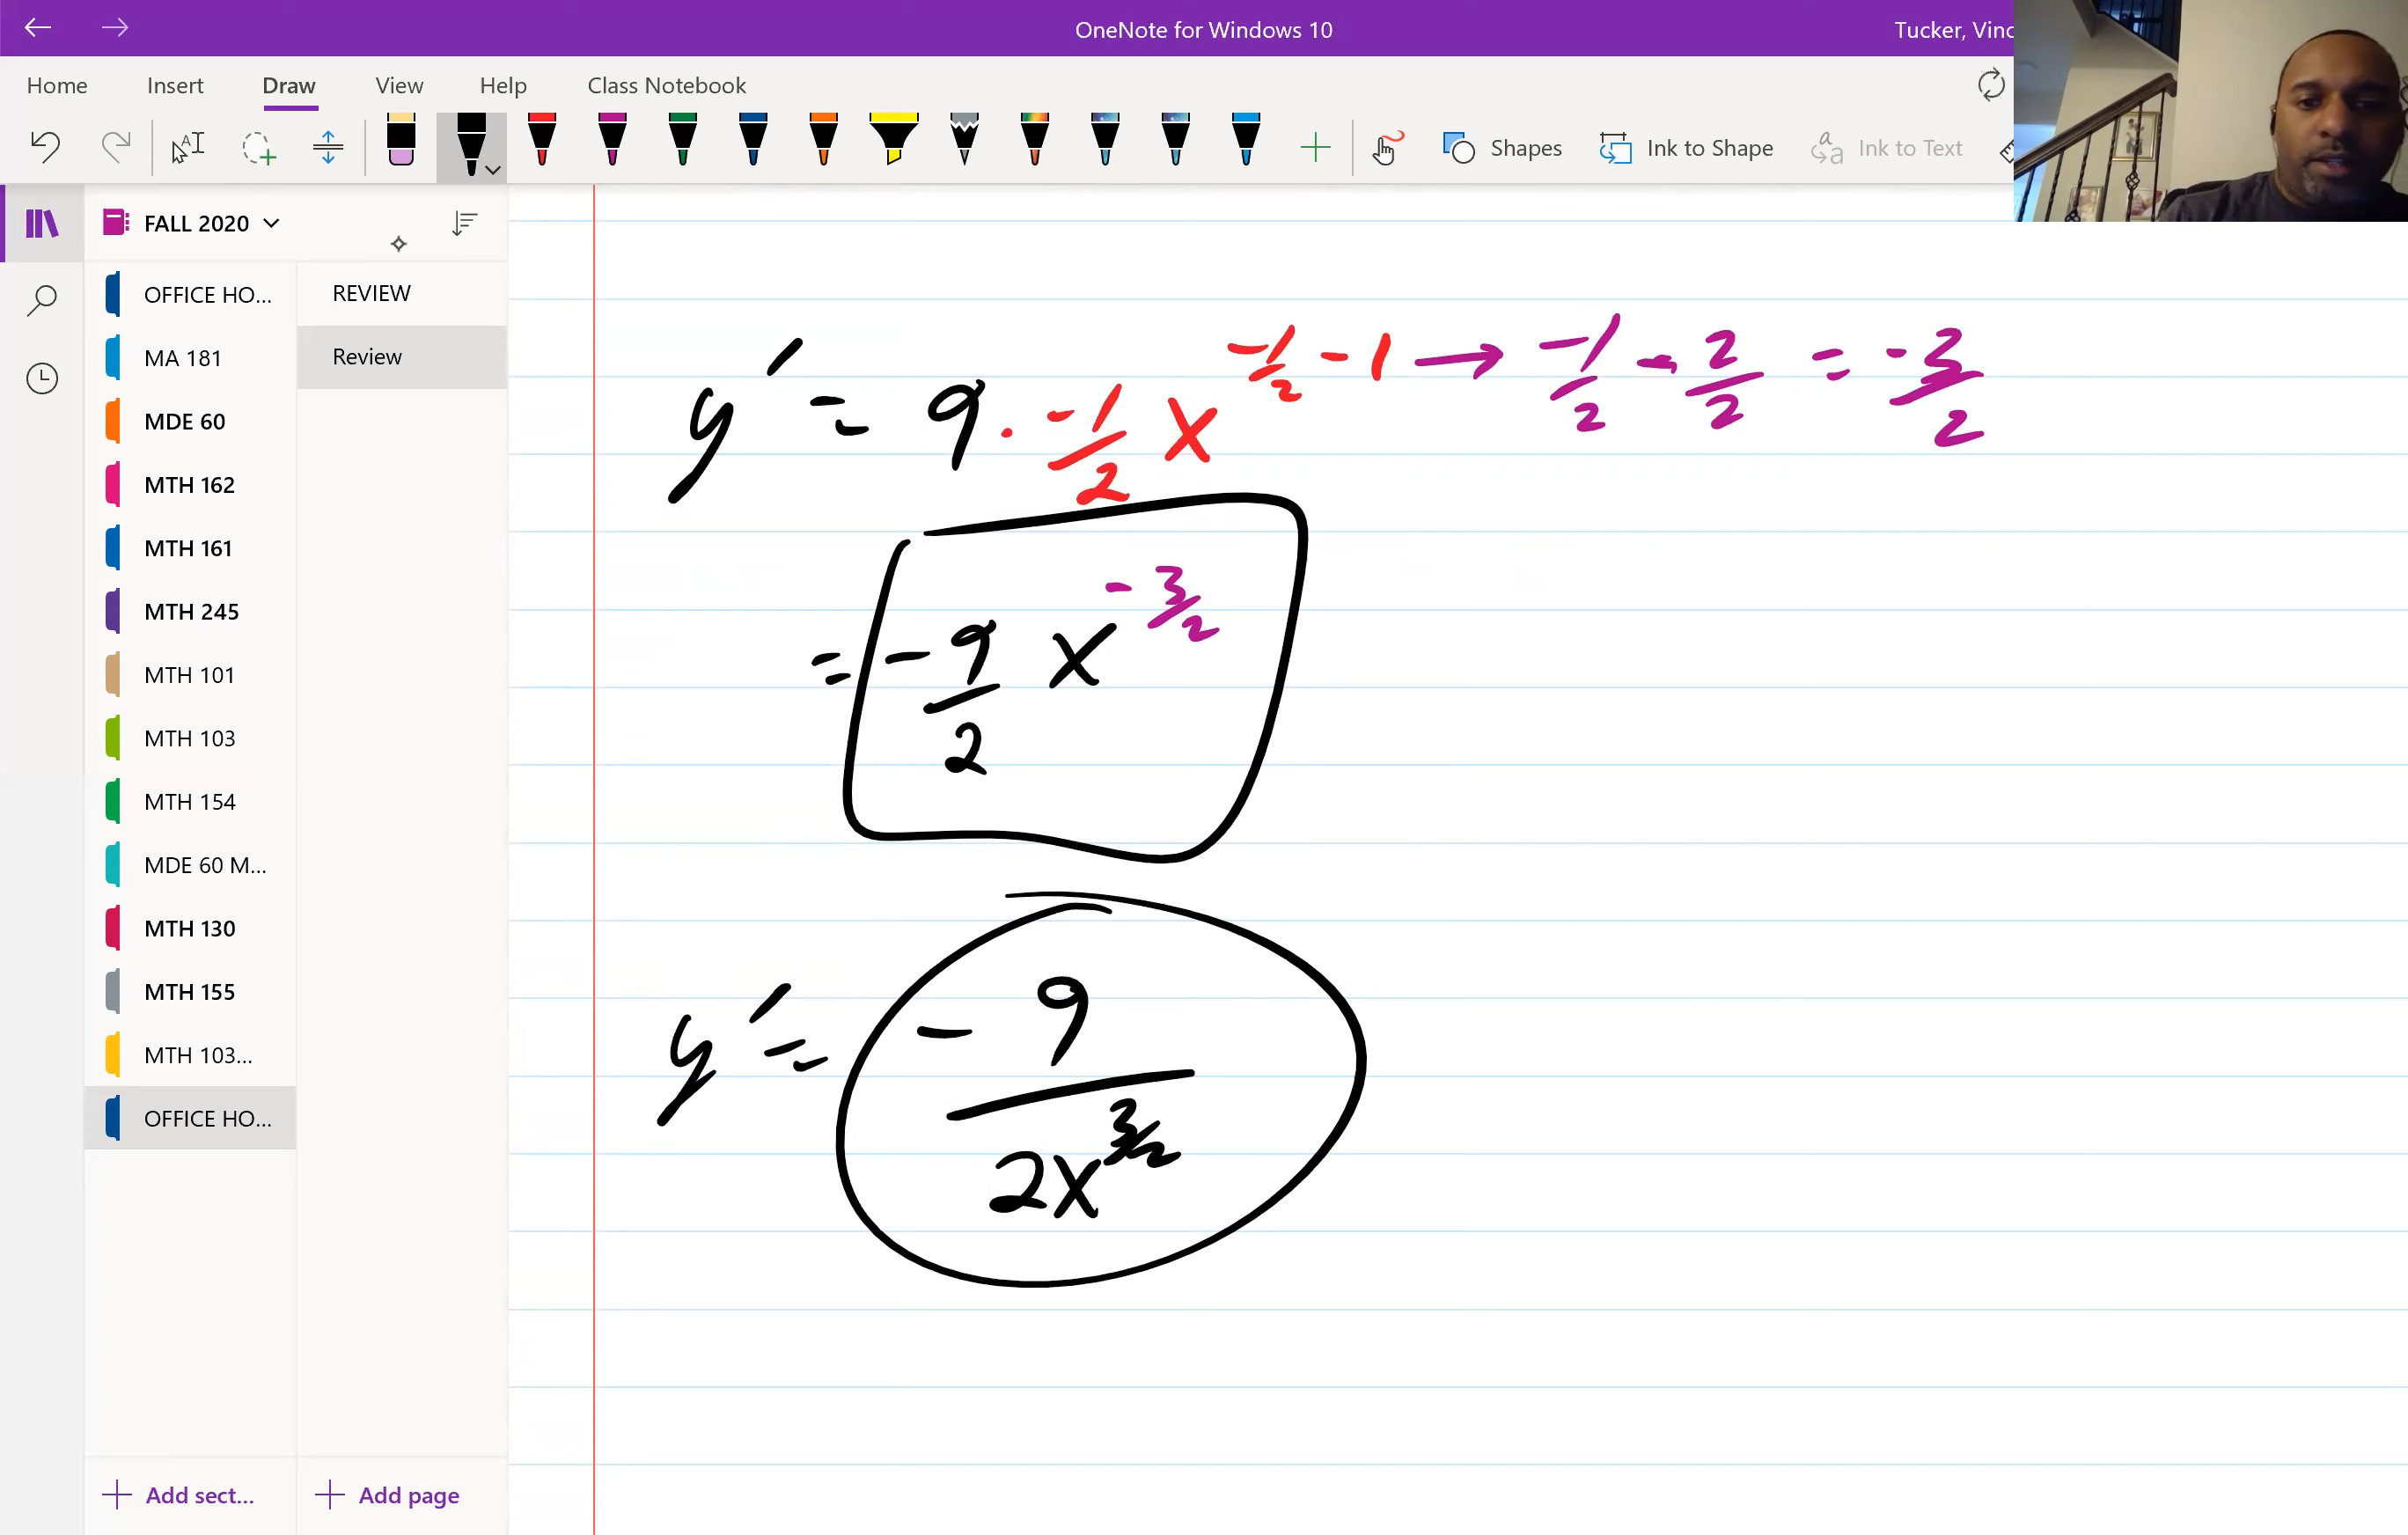 OneNote for Windows 10
Tucker, Vinc
Home Insert Draw View Help Class Notebook
Shapes Ink to Shape Ink to Text
FALL 2020
OFFICE HO...
MA 181
MDE 60
MTH 162
MTH 161
MTH 245
MTH 101
MTH 103
MTH 154
MDE 60 M...
MTH 130
MTH 155
MTH 103...
OFFICE HO...
Add sect...
REVIEW
Review
Add page
y' = 9 · -1/2 x^(-1/2 - 1) → -1/2 - 2/2 = -3/2
= -9/2 x^(-3/2)
y' = -9/(2x^(3/2))